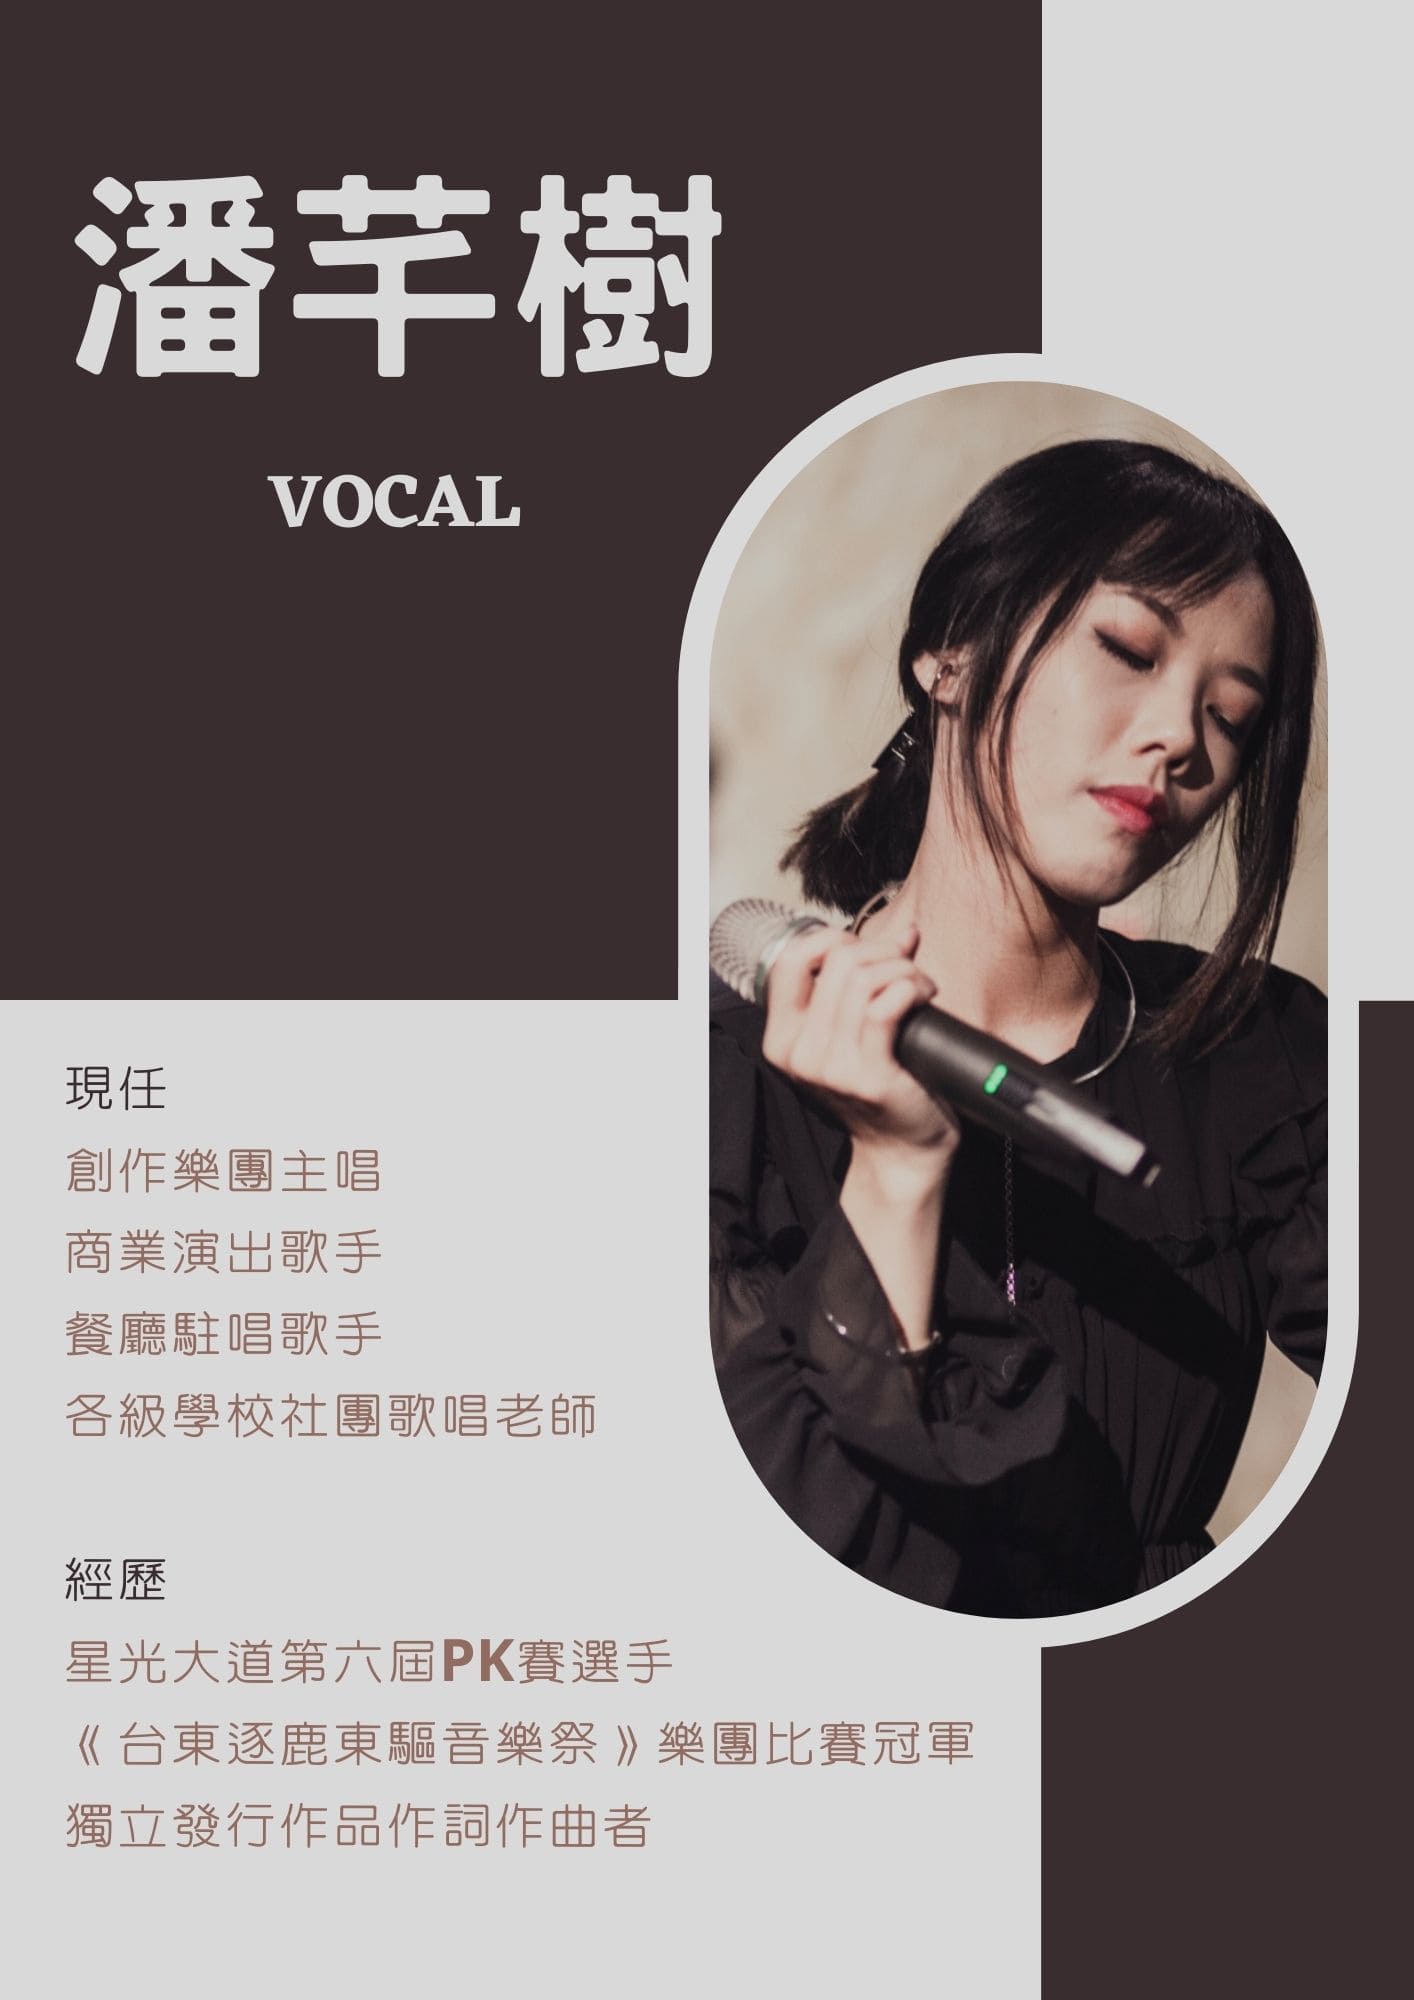 潘芊樹
VOCAL
現任
創作樂團主唱
商業演出歌手
餐廳駐唱歌手
各級學校社團歌唱老師
經歷
星光大道第六屆PK賽選手
《台東逐鹿東驅音樂祭》樂團比賽冠軍
獨立發行作品作詞作曲者